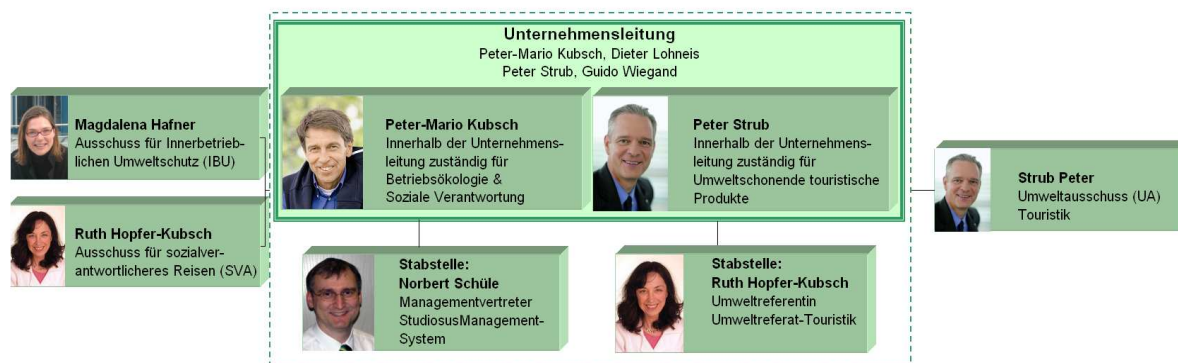 Unternehmensleitung
Peter-Mario Kubsch, Dieter Lohneis
Peter Strub, Guido Wiegand
Magdalena Hafner
Ausschuss für Innerbetrieb-
lichen Umweltschutz (IBU)
Ruth Hopfer-Kubsch
Ausschuss für sozialver-
antwortlicheres Reisen (SVA)
Peter-Mario Kubsch
Innerhalb der Unternehmens-
leitung zuständig für
Betriebsökologie &
Soziale Verantwortung
Peter Strub
Innerhalb der Unternehmens-
leitung zuständig für
Umweltschonende touristische
Produkte
Strub Peter
Umweltausschuss (UA)
Touristik
Stabstelle:
Norbert Schüle
Managementvertreter
StudiosusManagement-
System
Stabstelle:
Ruth Hopfer-Kubsch
Umweltreferentin
Umweltreferat-Touristik